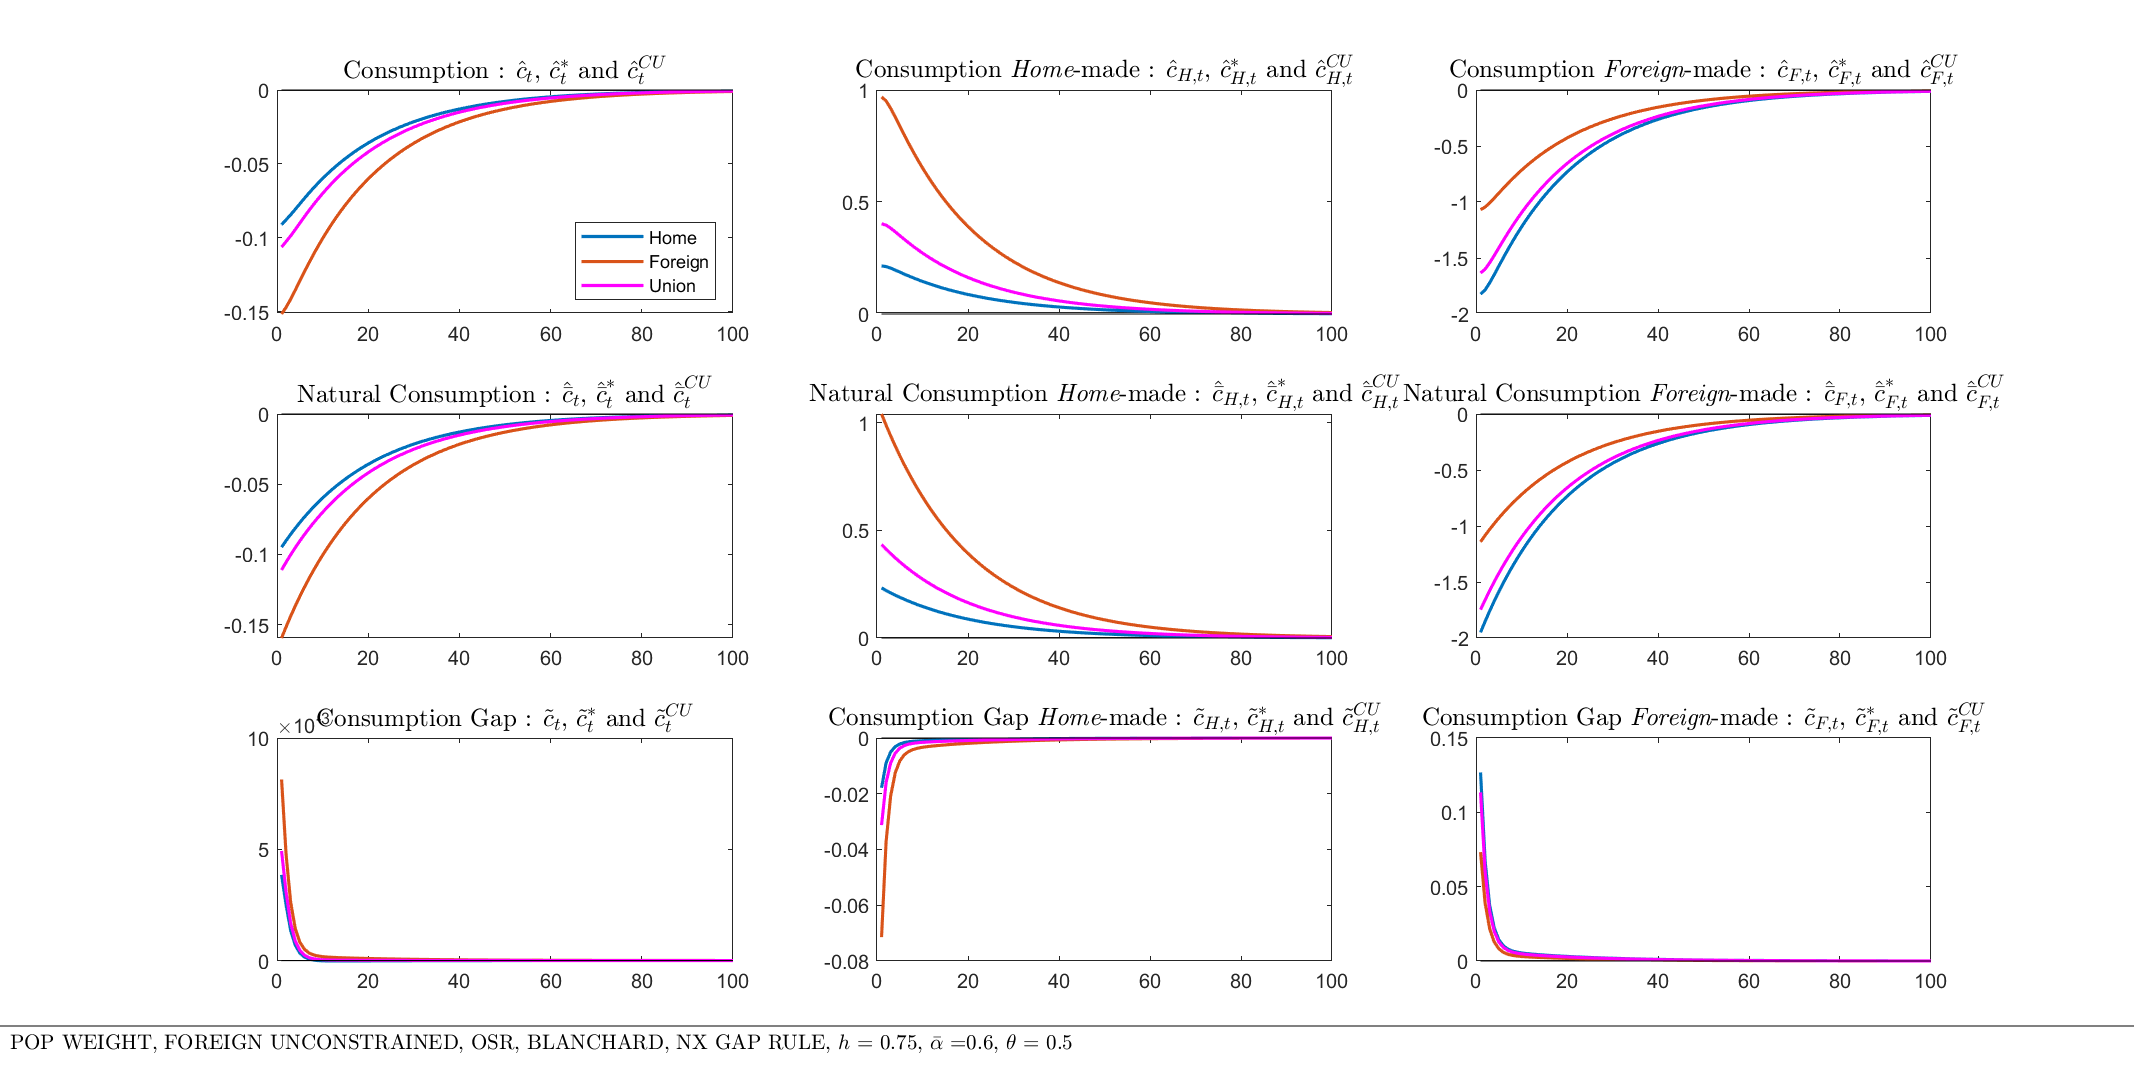 Consumption : ĉ_t, ĉ*_t and ĉ^CU_t
0
-0.05
-0.1
-0.15
0 20 40 60 80 100
Home
Foreign
Union
Consumption Home-made : ĉ_H,t, ĉ*_H,t and ĉ^CU_H,t
1
0.5
0
0 20 40 60 80 100
Consumption Foreign-made : ĉ_F,t, ĉ*_F,t and ĉ^CU_F,t
0
-0.5
-1
-1.5
-2
0 20 40 60 80 100
Natural Consumption : ĉ̄_t, ĉ̄*_t and ĉ̄^CU_t
0
-0.05
-0.1
-0.15
0 20 40 60 80 100
Natural Consumption Home-made : ĉ̄_H,t, ĉ̄*_H,t and ĉ̄^CU_H,t
1
0.5
0
0 20 40 60 80 100
Natural Consumption Foreign-made : ĉ̄_F,t, ĉ̄*_F,t and ĉ̄^CU_F,t
0
-0.5
-1
-1.5
-2
0 20 40 60 80 100
Consumption Gap : c̃_t, c̃*_t and c̃^CU_t
×10^-3
10
5
0
0 20 40 60 80 100
Consumption Gap Home-made : c̃_H,t, c̃*_H,t and c̃^CU_H,t
0
-0.02
-0.04
-0.06
-0.08
0 20 40 60 80 100
Consumption Gap Foreign-made : c̃_F,t, c̃*_F,t and c̃^CU_F,t
0.15
0.1
0.05
0
0 20 40 60 80 100
POP WEIGHT, FOREIGN UNCONSTRAINED, OSR, BLANCHARD, NX GAP RULE, h = 0.75, ᾱ =0.6, θ = 0.5